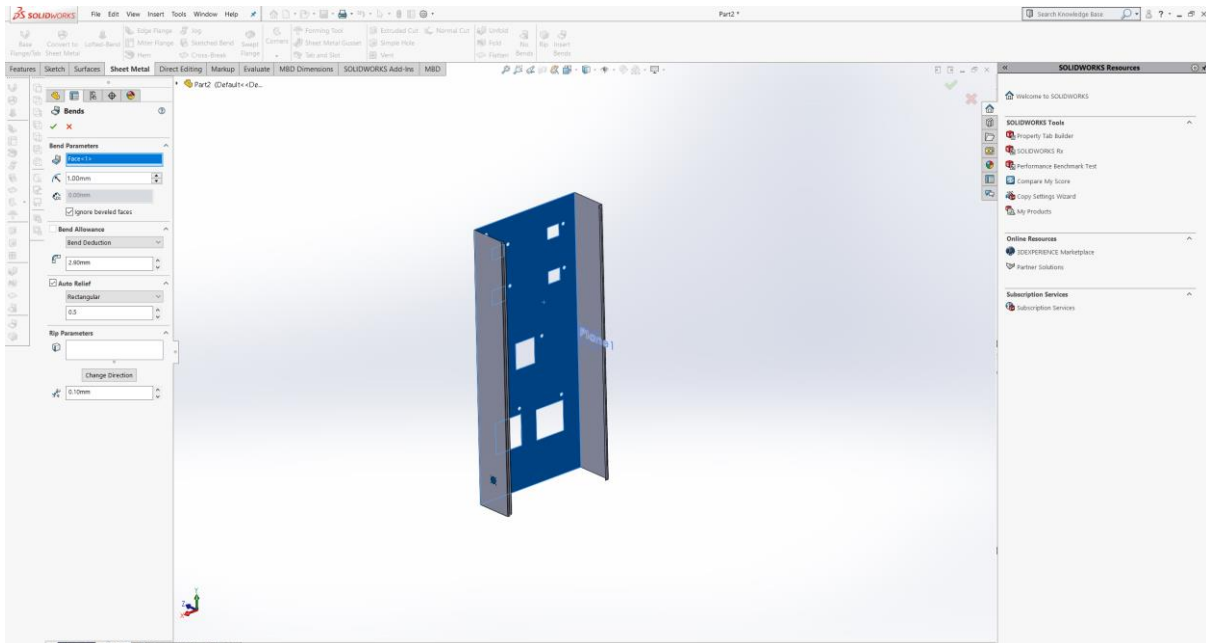 SOLIDWORKS File Edit View Insert Tools Window Help Part2 * Search Knowledge Base
Base Flange/Tab
Convert to Sheet Metal
Lofted-Bend
Edge Flange
Miter Flange
Hem
Jog
Sketched Bend
Cross-Break
Swept Flange
Corners
Forming Tool
Sheet Metal Gusset
Tab and Slot
Extruded Cut
Simple Hole
Vent
Normal Cut
Unfold
Fold
Flatten
No Bends
Rip
Insert Bends
Features Sketch Surfaces Sheet Metal Direct Editing Markup Evaluate MBD Dimensions SOLIDWORKS Add-Ins MBD
Part2 (Default<<De...
Bends
Bend Parameters
Face<1>
1.00mm
0.00mm
Ignore beveled faces
Bend Allowance
Bend Deduction
2.60mm
Auto Relief
Rectangular
0.5
Rip Parameters
Change Direction
0.10mm
Plane1
Y
Z
X
SOLIDWORKS Resources
Welcome to SOLIDWORKS
SOLIDWORKS Tools
Property Tab Builder
SOLIDWORKS Rx
Performance Benchmark Test
Compare My Score
Copy Settings Wizard
My Products
Online Resources
3DEXPERIENCE Marketplace
Partner Solutions
Subscription Services
Subscription Services